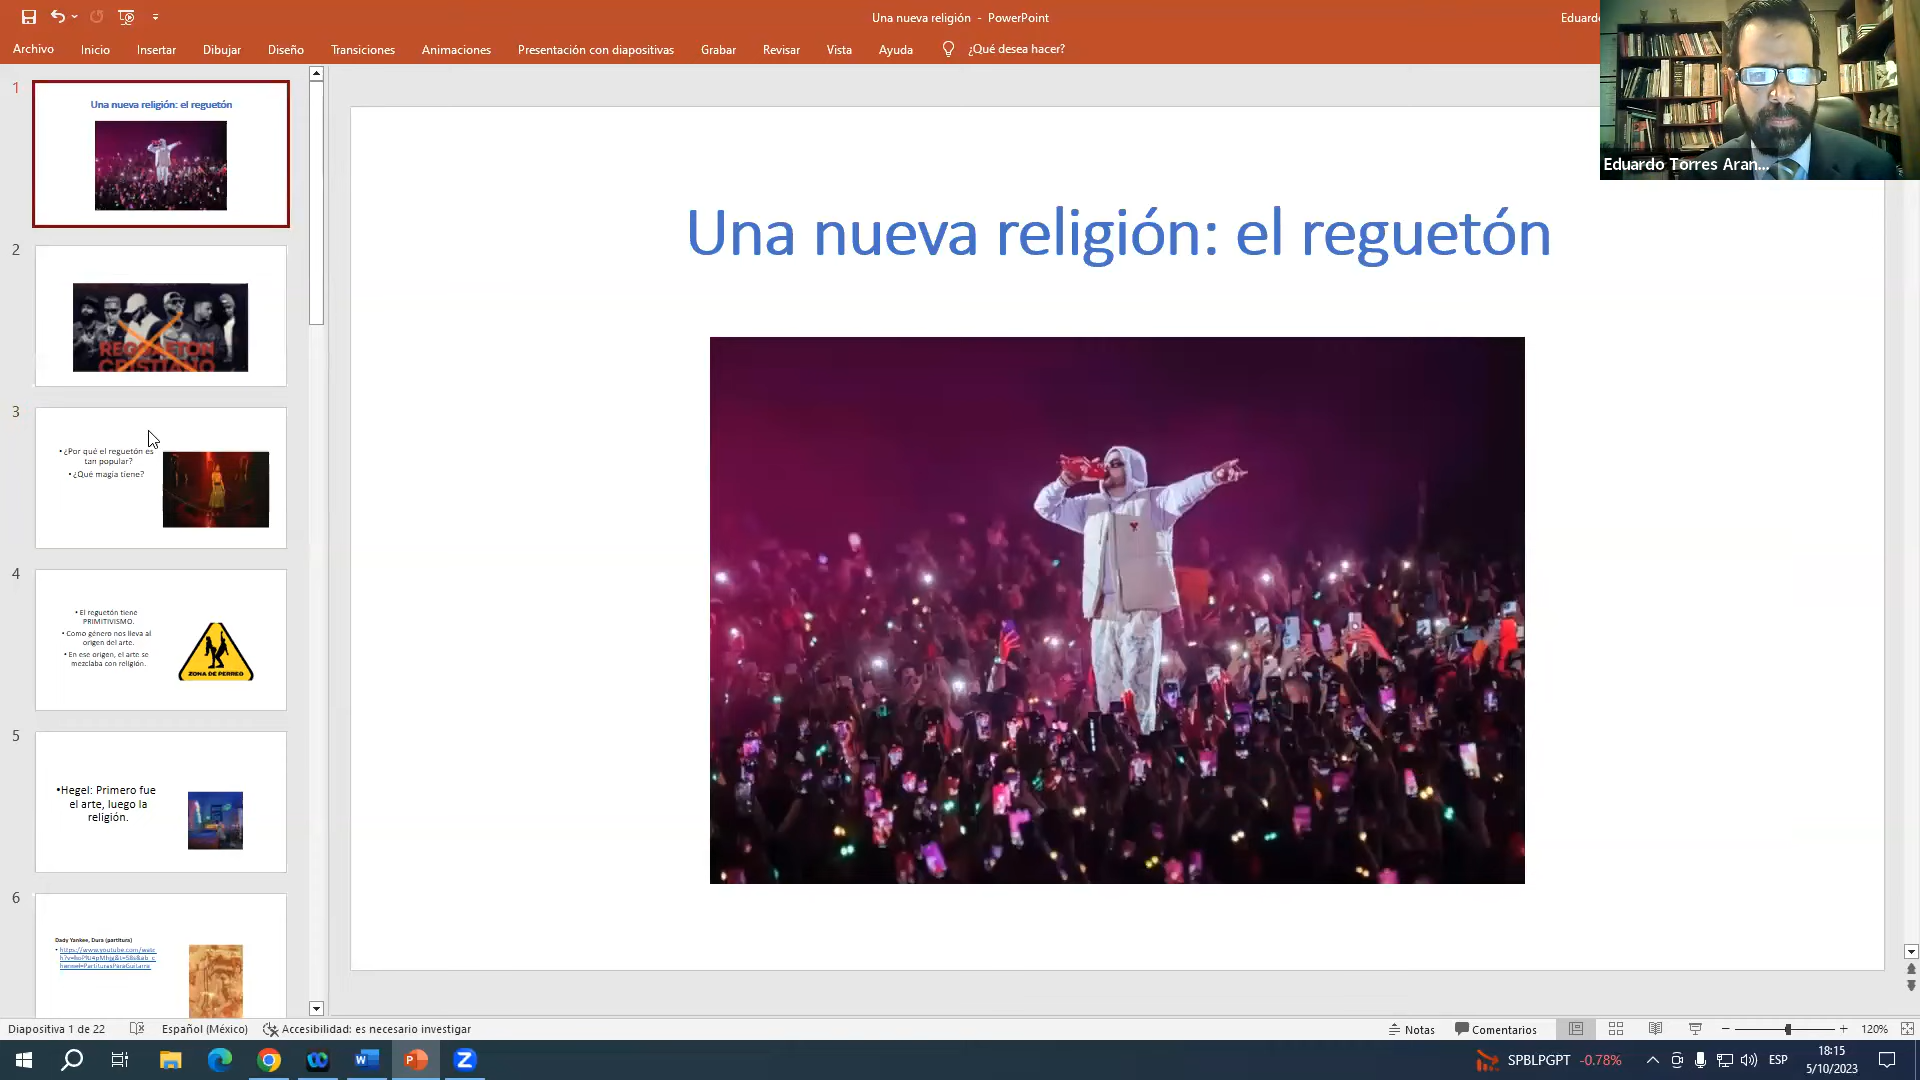 Una nueva religión - PowerPoint
Eduardo
Archivo Inicio Insertar Dibujar Diseño Transiciones Animaciones Presentación con diapositivas Grabar Revisar Vista Ayuda ¿Qué desea hacer?
Eduardo Torres Aran...
1
Una nueva religión: el reguetón
2
REGGAETON
CRISTIANO
3
• ¿Por qué el reguetón es
tan popular?
• ¿Qué magia tiene?
4
• El reguetón tiene
PRIMITIVISMO.
• Como género nos lleva al
origen del arte.
• En ese origen, el arte se
mezclaba con religión.
ZONA DE PERREO
5
•Hegel: Primero fue
el arte, luego la
religión.
6
Dady Yankee, Dura (partitura)
Una nueva religión: el reguetón
Diapositiva 1 de 22 Español (México) Accesibilidad: es necesario investigar Notas Comentarios 120%
SPBLPGPT -0.78% ESP 18:15
5/10/2023